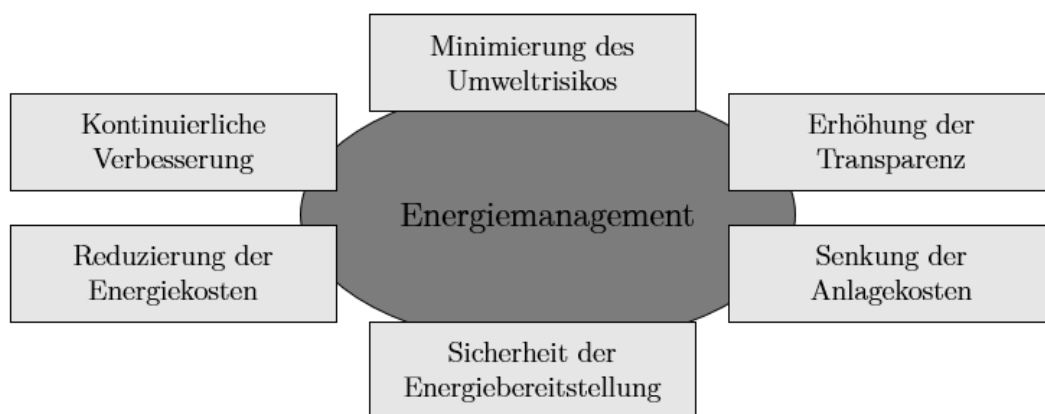 Minimierung des
Umweltrisikos
Kontinuierliche
Verbesserung
Erhöhung der
Transparenz
Energiemanagement
Reduzierung der
Energiekosten
Senkung der
Anlagekosten
Sicherheit der
Energiebereitstellung